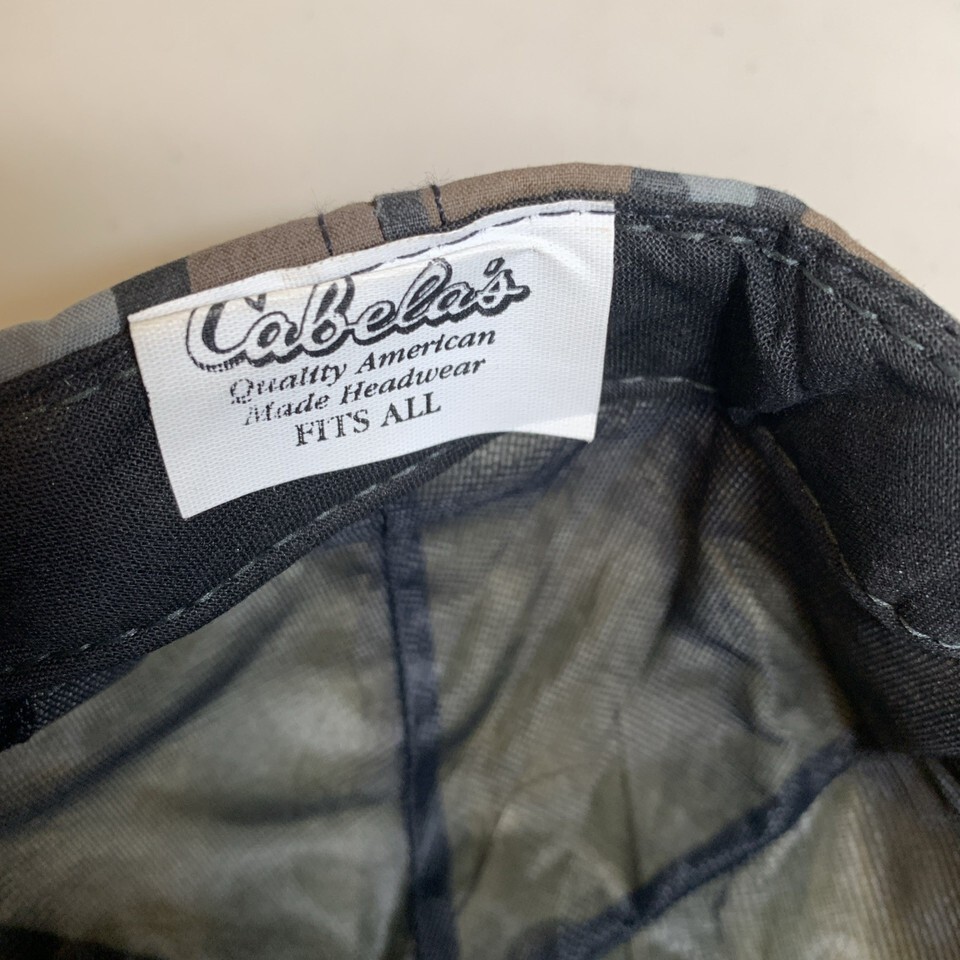 Cabela's
Quality American
Made Headwear
FITS ALL